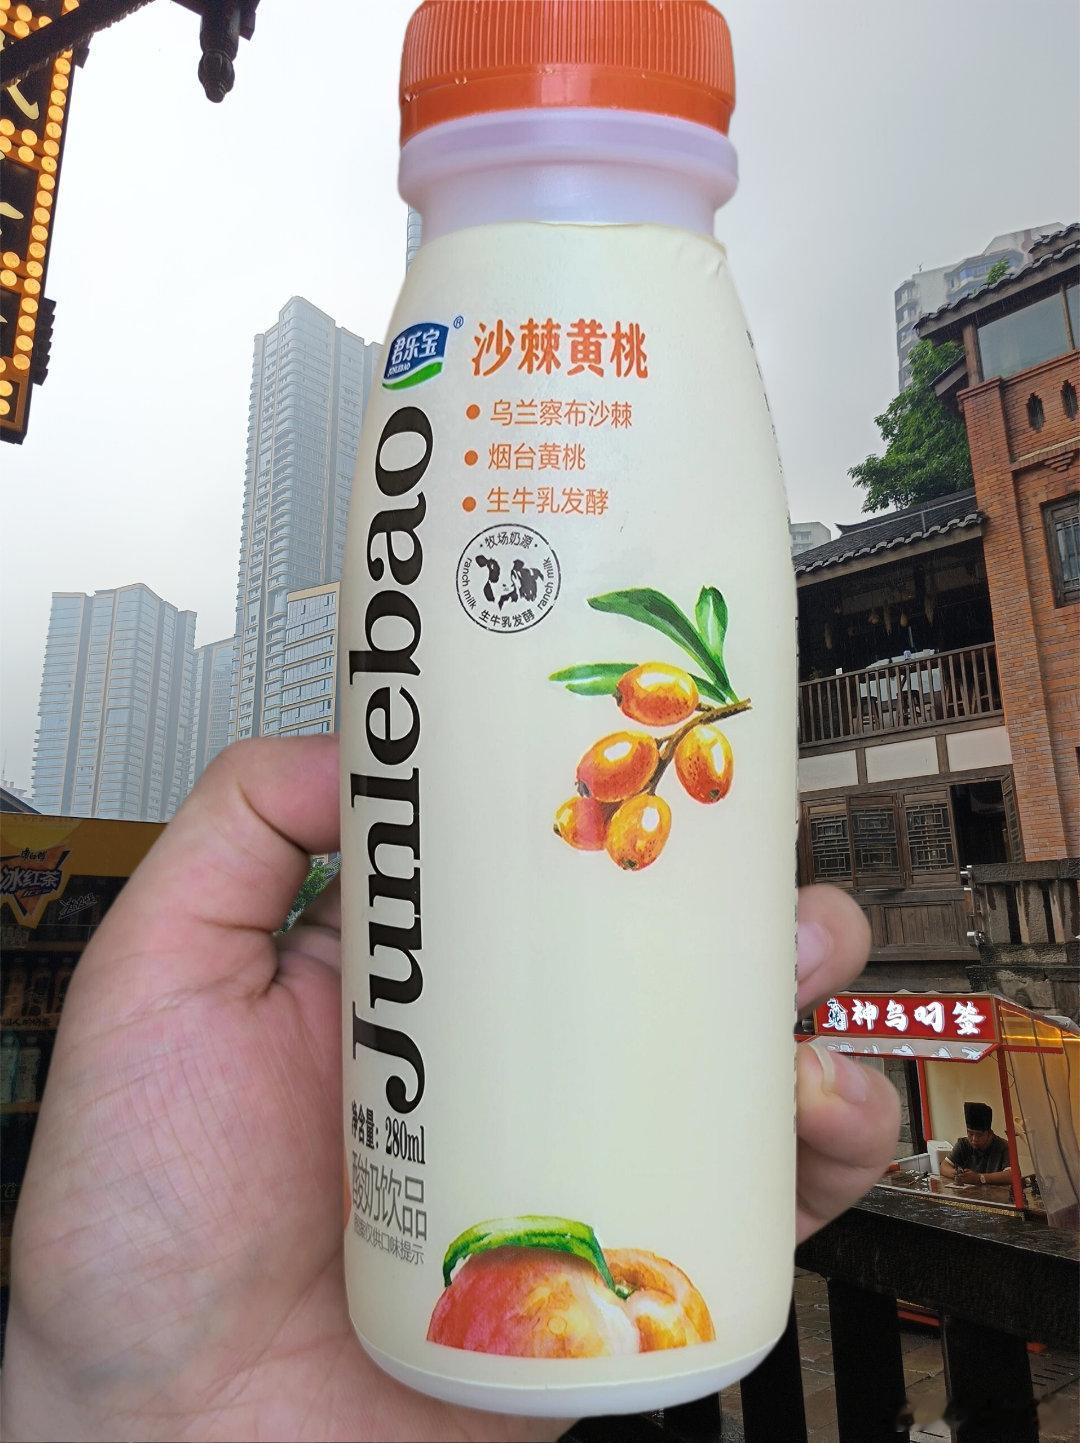 君乐宝
JUNLEBAO
®
沙棘黄桃
乌兰察布沙棘
烟台黄桃
生牛乳发酵
牧场奶源
ranch milk
ranch milk
生牛乳发酵
Junlebao
净含量：280ml
酸奶饮品
图案仅供口味提示
冰红茶
神鸟叼签